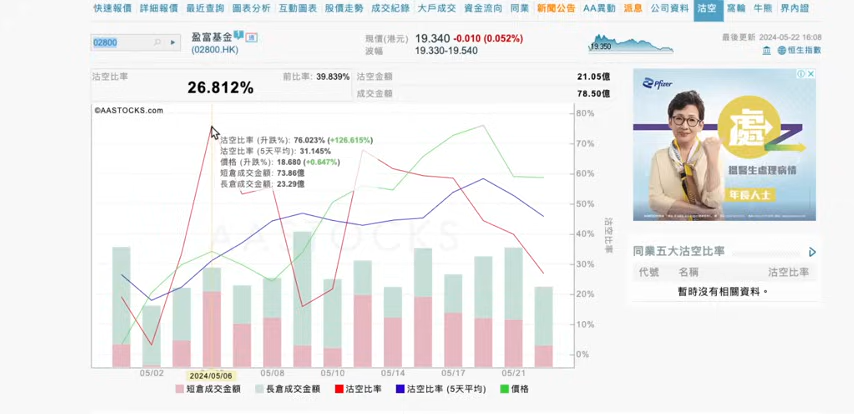 快速報價 詳細報價 最近查詢 圖表分析 互動圖表 股價走勢 成交紀錄 大戶成交 資金流向 同業 新聞公告 AA異動 派息 公司資料 沽空 窩輪 牛熊 界內證
02800
盈富基金
(02800.HK)
現價(港元) 19.340 -0.010 (0.052%)
波幅 19.330-19.540
19.350
最後更新 2024-05-22 16:08
恒生指數
沽空比率
26.812%
前比率: 39.839%
沽空金額 21.05億
成交金額 78.50億
©AASTOCKS.com
沽空比率 (升跌%): 76.023% (+126.615%)
沽空比率 (5天平均): 31.145%
價格 (升跌%): 18.680 (+0.647%)
短倉成交金額: 73.86億
長倉成交金額: 23.29億
AASTOCKS
80%
70%
60%
50%
40%
30%
20%
10%
0%
沽空比率
05/02 2024/05/06 05/08 05/10 05/14 05/17 05/21
短倉成交金額 長倉成交金額 沽空比率 沽空比率 (5天平均) 價格
Pfizer
處
職醫生處理病情
年長人士
同業五大沽空比率
代號 名稱 沽空比率
暫時沒有相關資料。